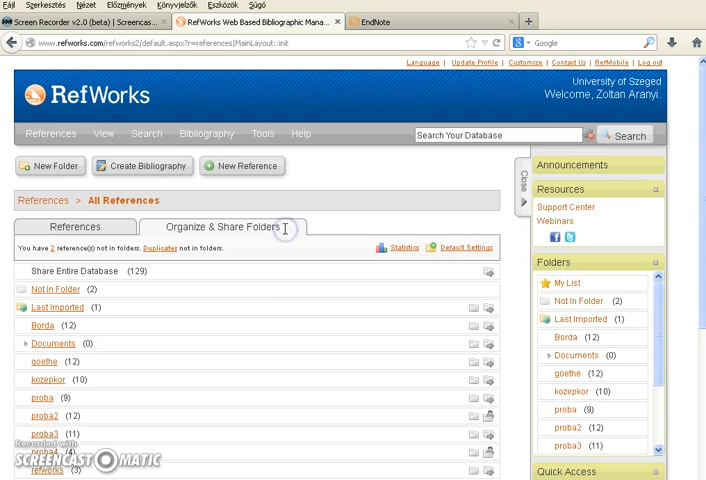 Fájl Szerkesztés Nézet Előzmények Könyvjelzők Eszközök Súgó
Screen Recorder v2.0 (beta) | Screencas... × RefWorks Web Based Bibliographic Mana... × EndNote × +
www.refworks.com/refworks2/default.aspx?r=references|MainLayout::init Google
Language | Update Profile | Customize | Contact Us | RefMobile | Log out
RefWorks
University of Szeged
Welcome, Zoltan Aranyi.
References View Search Bibliography Tools Help Search Your Database Search
New Folder Create Bibliography New Reference
References > All References
References Organize & Share Folders
You have 2 reference(s) not in folders. Duplicates not in folders. Statistics Default Settings
Share Entire Database (129)
Not In Folder (2)
Last Imported (1)
Borda (12)
Documents (0)
goethe (12)
kozepkor (10)
proba (9)
proba2 (12)
proba3 (11)
proba4 (4)
refworks (3)
Close
Announcements
Resources
Support Center
Webinars
Folders
My List
Not In Folder (2)
Last Imported (1)
Borda (12)
Documents (0)
goethe (12)
kozepkor (10)
proba (9)
proba2 (12)
proba3 (11)
Quick Access
Recorded with
SCREENCAST-O-MATIC